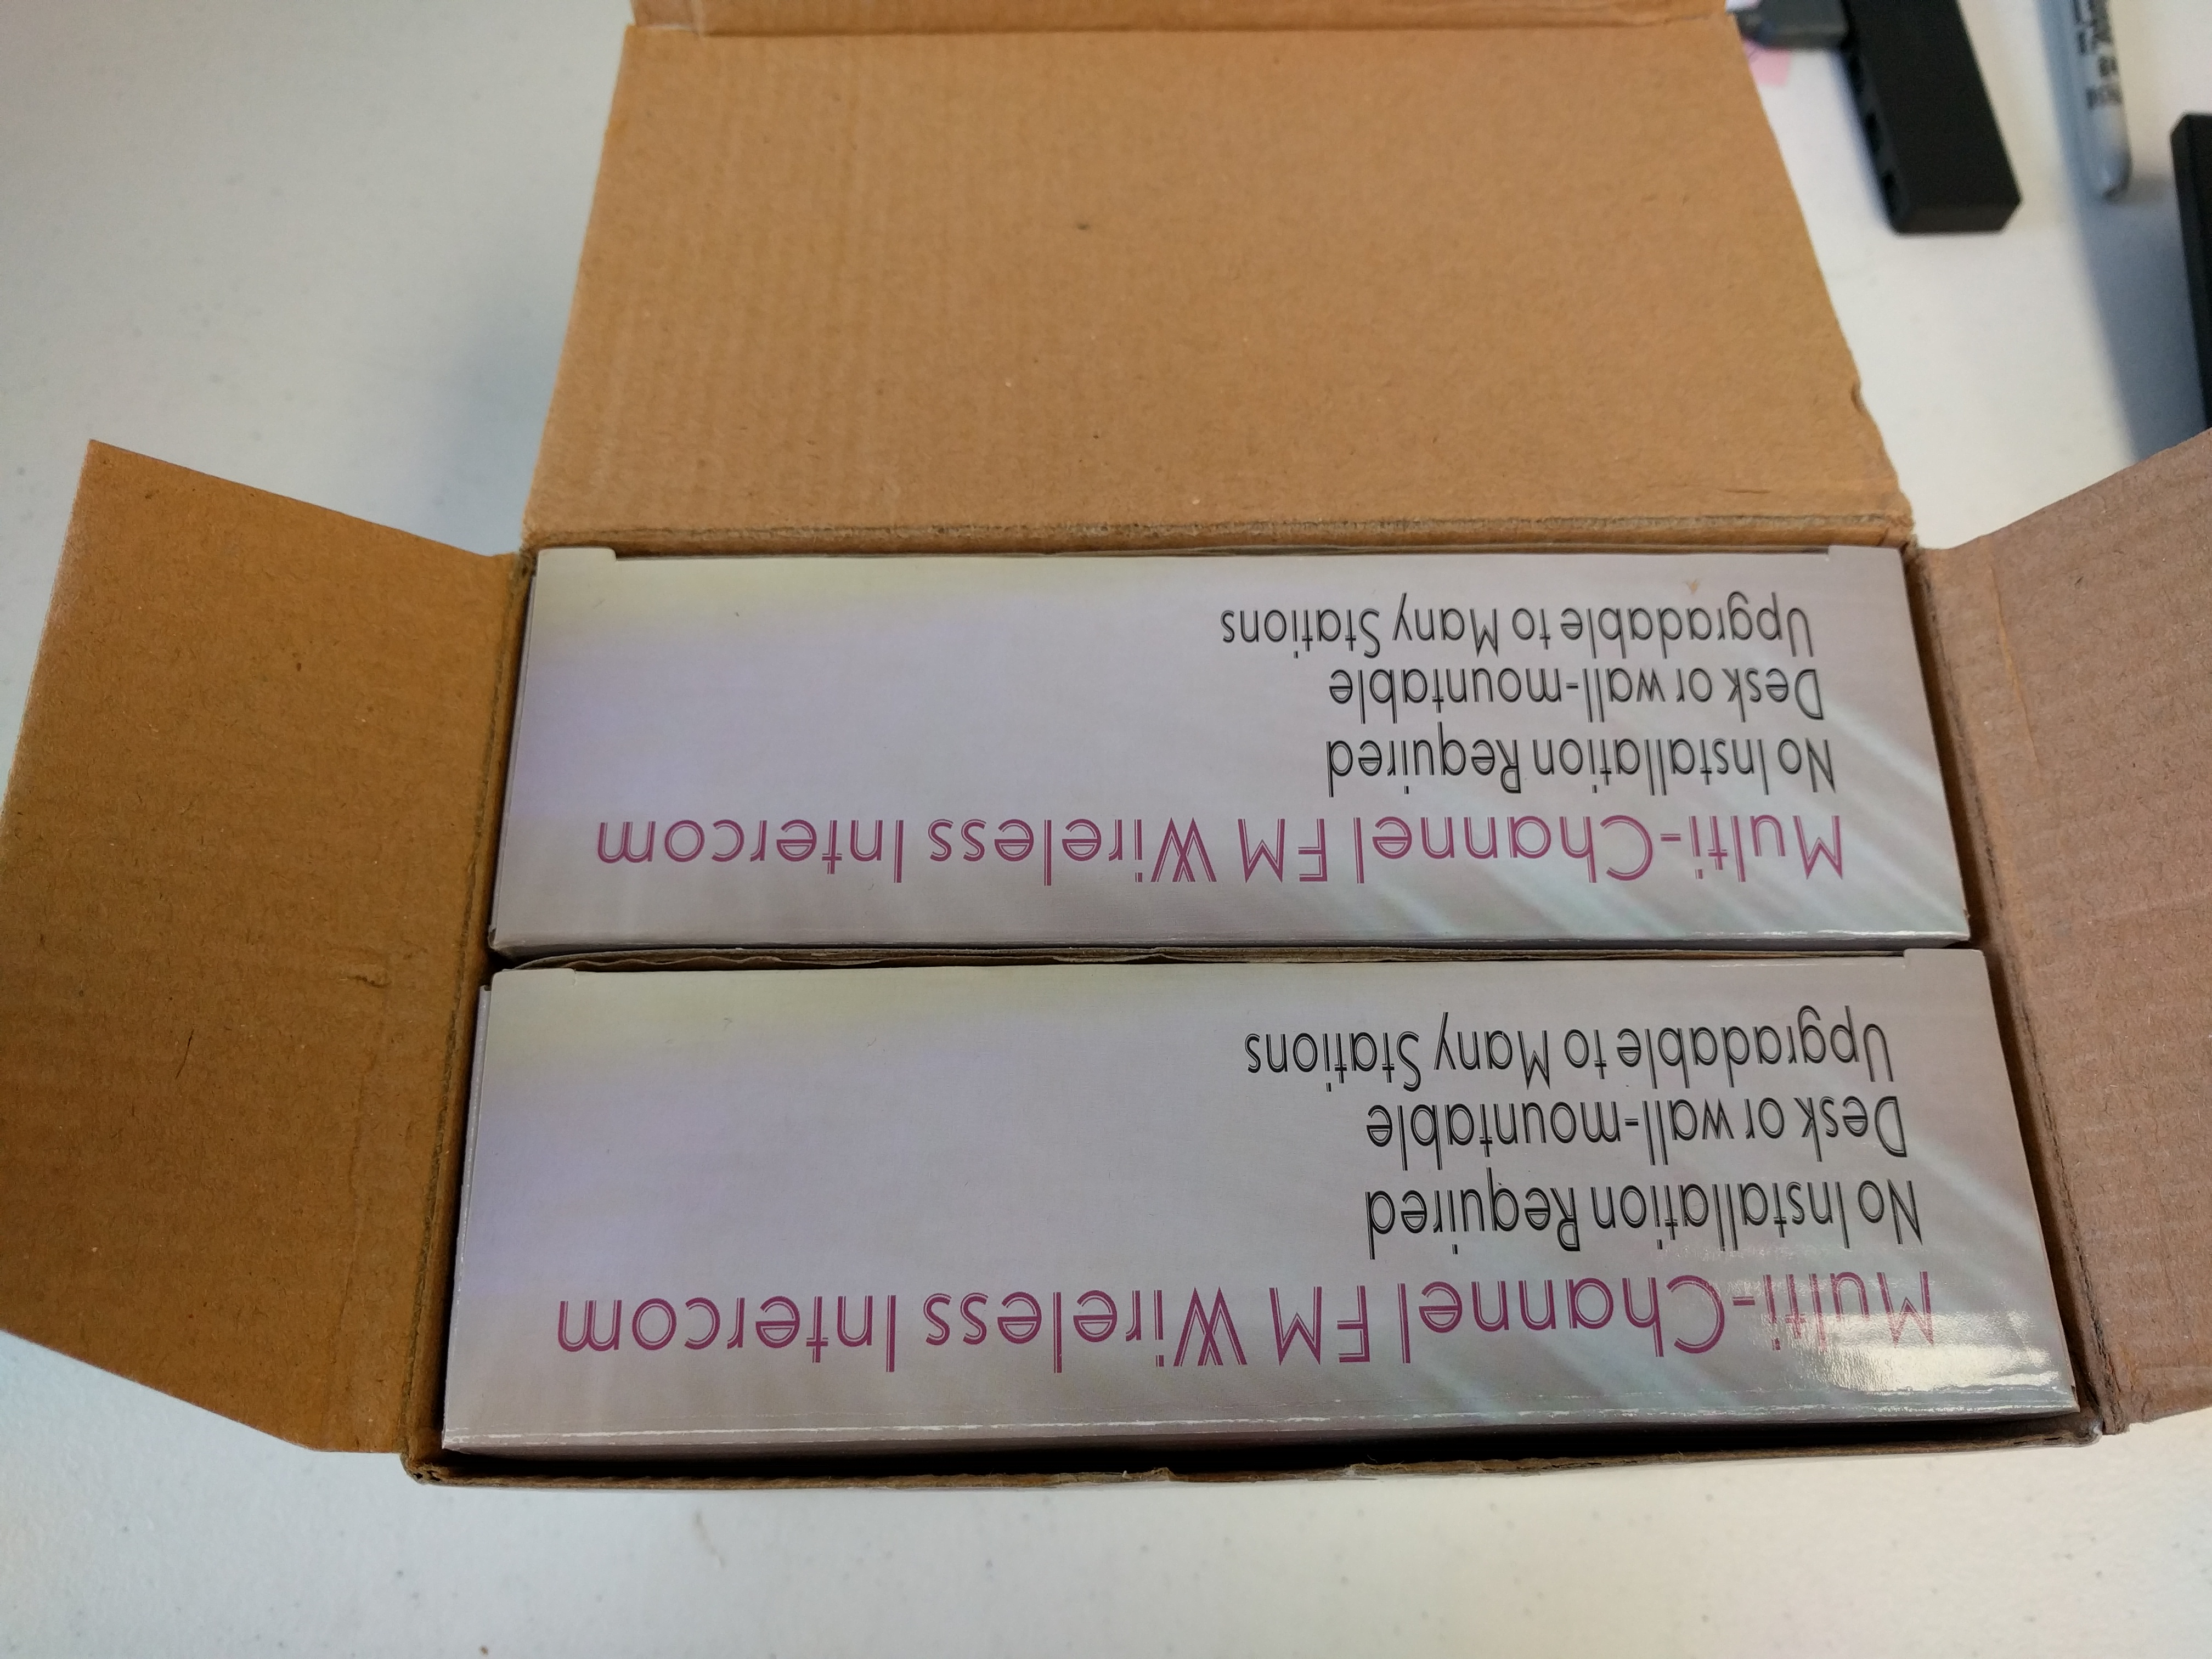 Multi-Channel FM Wireless Intercom
No Installation Required
Desk or wall-mountable
Upgradable to Many Stations
Multi-Channel FM Wireless Intercom
No Installation Required
Desk or wall-mountable
Upgradable to Many Stations